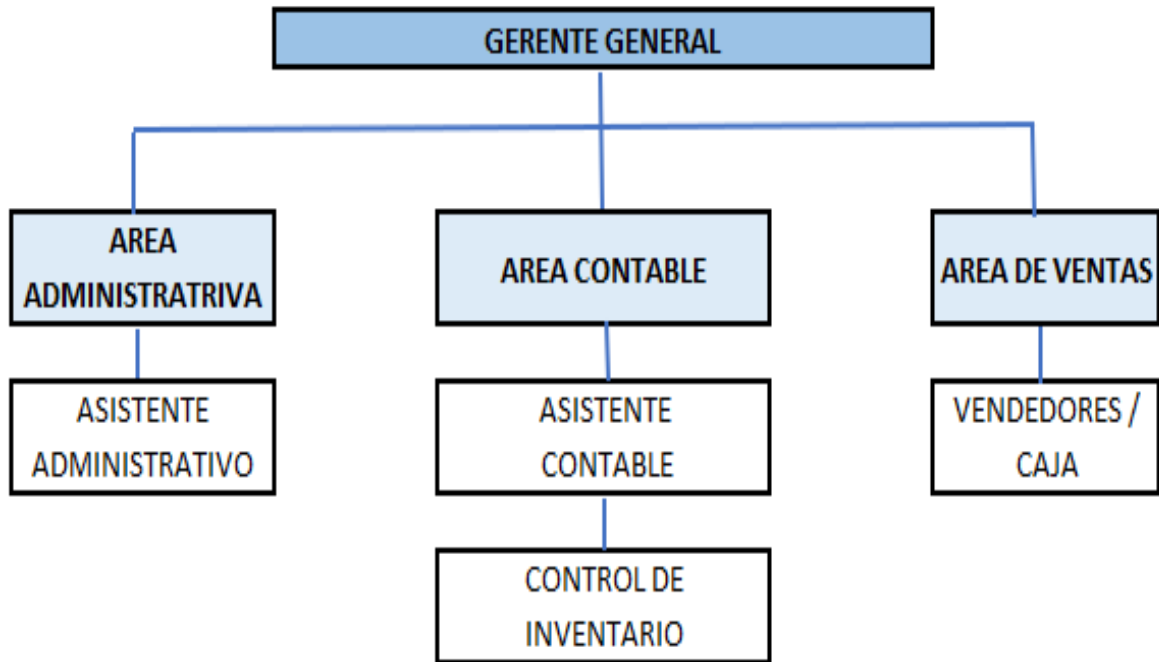 GERENTE GENERAL
AREA
ADMINISTRATRIVA
AREA CONTABLE
AREA DE VENTAS
ASISTENTE
ADMINISTRATIVO
ASISTENTE
CONTABLE
VENDEDORES /
CAJA
CONTROL DE
INVENTARIO